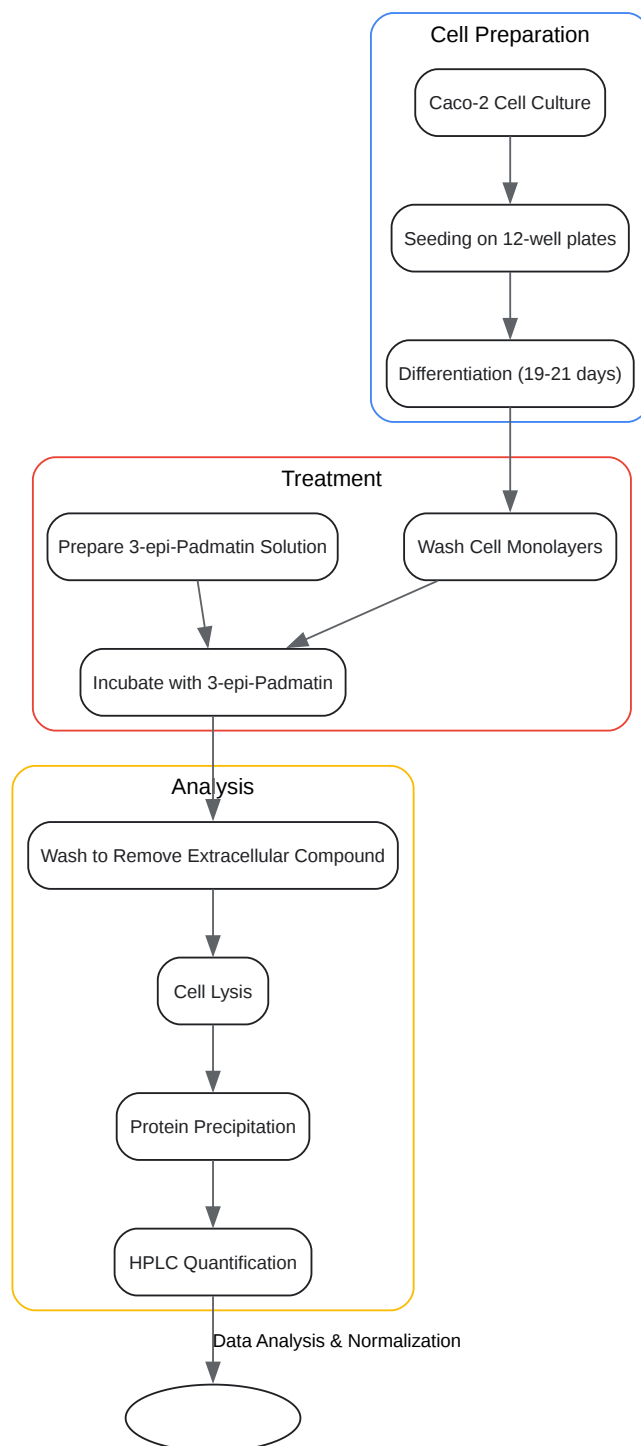 Cell Preparation
Caco-2 Cell Culture
Seeding on 12-well plates
Differentiation (19-21 days)
Treatment
Prepare 3-epi-Padmatin Solution
Wash Cell Monolayers
Incubate with 3-epi-Padmatin
Analysis
Wash to Remove Extracellular Compound
Cell Lysis
Protein Precipitation
HPLC Quantification
Data Analysis & Normalization